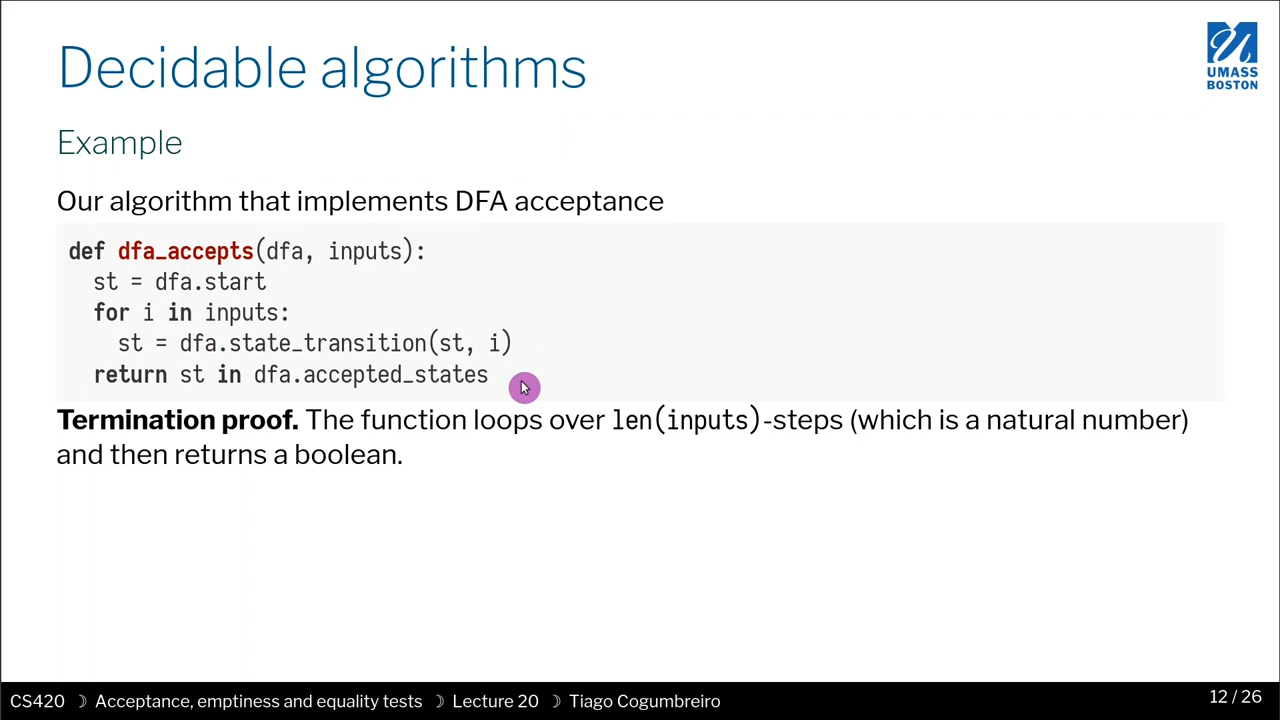 Decidable algorithms
UMASS
BOSTON
Example
Our algorithm that implements DFA acceptance
def dfa_accepts(dfa, inputs):
  st = dfa.start
  for i in inputs:
    st = dfa.state_transition(st, i)
  return st in dfa.accepted_states
Termination proof. The function loops over len(inputs)-steps (which is a natural number)
and then returns a boolean.
CS420 ☽ Acceptance, emptiness and equality tests ☽ Lecture 20 ☽ Tiago Cogumbreiro
12 / 26